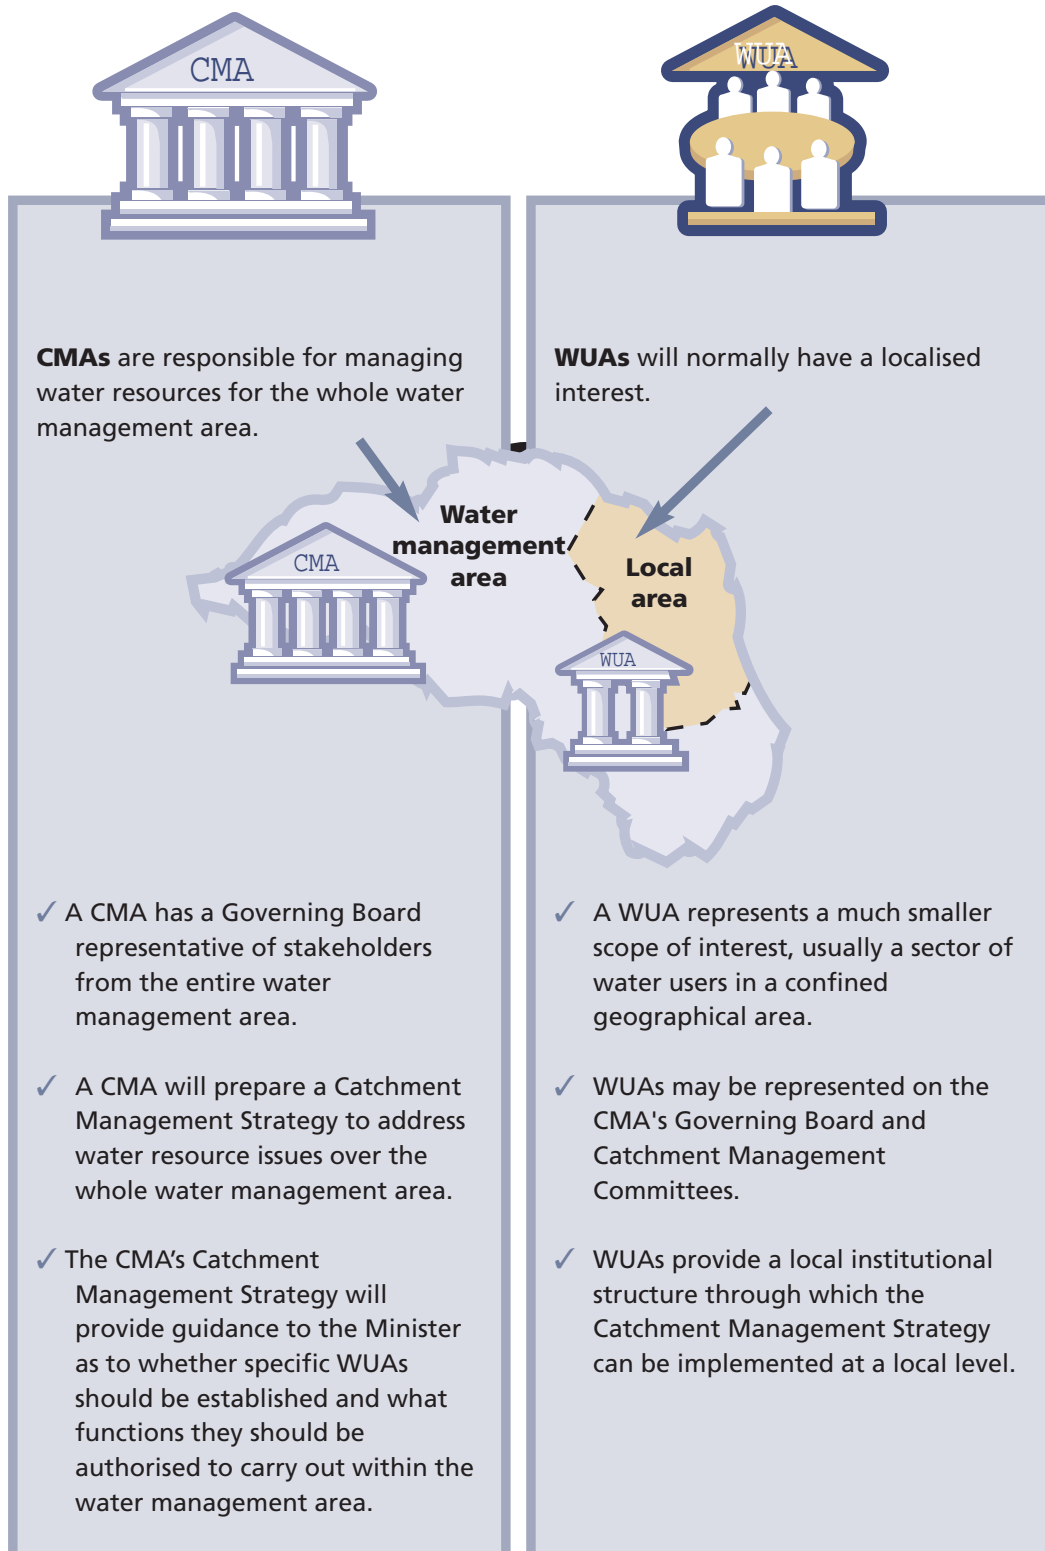 CMA
WUA
CMAs are responsible for managing
water resources for the whole water
management area.
WUAs will normally have a localised
interest.
Water
management
area
Local
area
CMA
WUA
✓ A CMA has a Governing Board
representative of stakeholders
from the entire water
management area.
✓ A CMA will prepare a Catchment
Management Strategy to address
water resource issues over the
whole water management area.
✓ The CMA’s Catchment
Management Strategy will
provide guidance to the Minister
as to whether specific WUAs
should be established and what
functions they should be
authorised to carry out within the
water management area.
✓ A WUA represents a much smaller
scope of interest, usually a sector of
water users in a confined
geographical area.
✓ WUAs may be represented on the
CMA's Governing Board and
Catchment Management
Committees.
✓ WUAs provide a local institutional
structure through which the
Catchment Management Strategy
can be implemented at a local level.